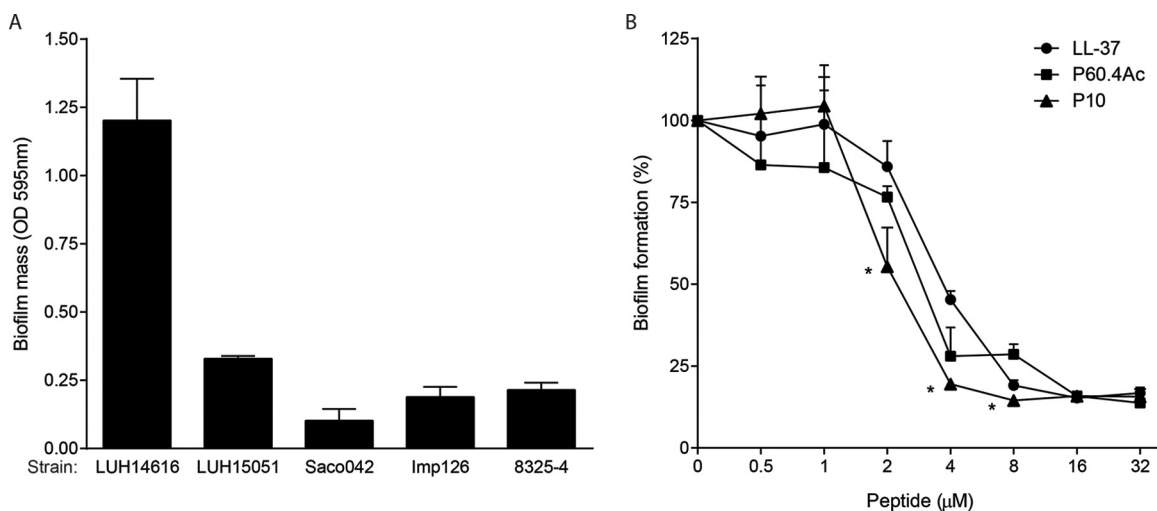 A
Biofilm mass (OD 595nm)
1.50
1.25
1.00
0.75
0.50
0.25
0.00
Strain: LUH14616 LUH15051 Saco042 Imp126 8325-4
B
Biofilm formation (%)
125
100
75
50
25
0
LL-37
P60.4Ac
P10
*
*
*
0 0.5 1 2 4 8 16 32
Peptide (μM)